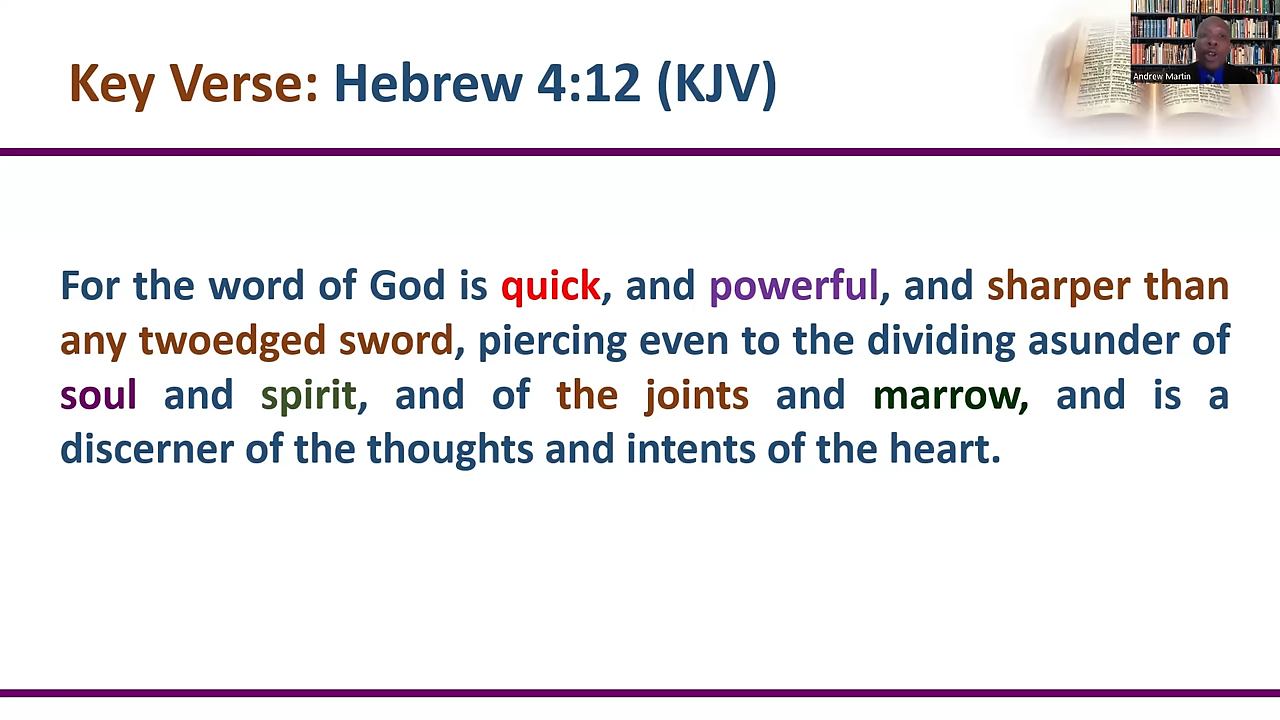 Key Verse: Hebrew 4:12 (KJV)
Andrew Martin
For the word of God is quick, and powerful, and sharper than
any twoedged sword, piercing even to the dividing asunder of
soul and spirit, and of the joints and marrow, and is a
discerner of the thoughts and intents of the heart.